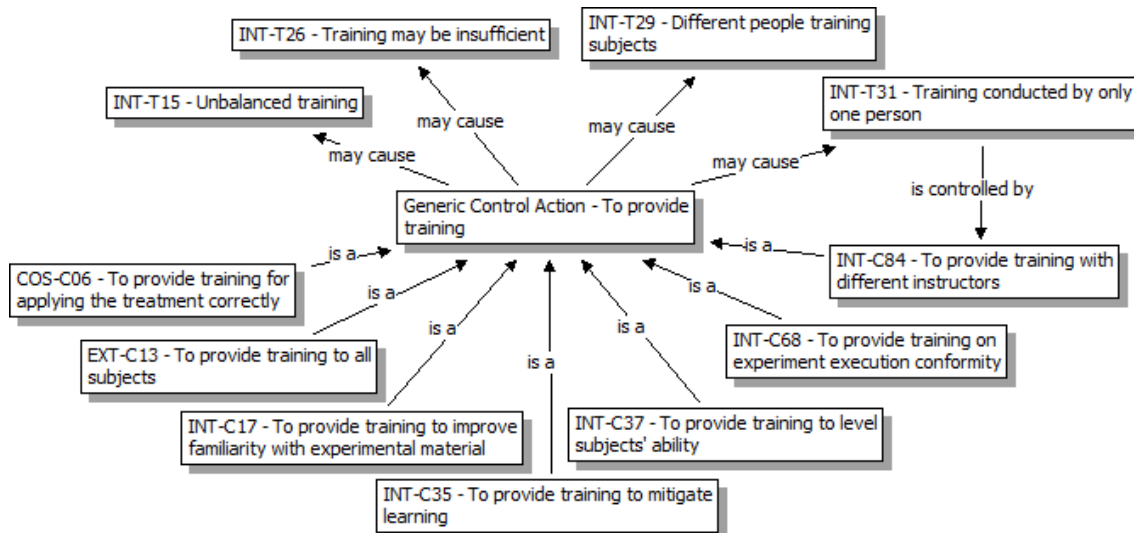 INT-T26 - Training may be insufficient
INT-T29 - Different people training
subjects
INT-T15 - Unbalanced training
INT-T31 - Training conducted by only
one person
may cause
may cause
may cause
may cause
is controlled by
Generic Control Action - To provide
training
is a
is a
COS-C06 - To provide training for
applying the treatment correctly
INT-C84 - To provide training with
different instructors
is a
is a
is a
is a
is a
EXT-C13 - To provide training to all
subjects
INT-C68 - To provide training on
experiment execution conformity
INT-C17 - To provide training to improve
familiarity with experimental material
INT-C37 - To provide training to level
subjects' ability
INT-C35 - To provide training to mitigate
learning